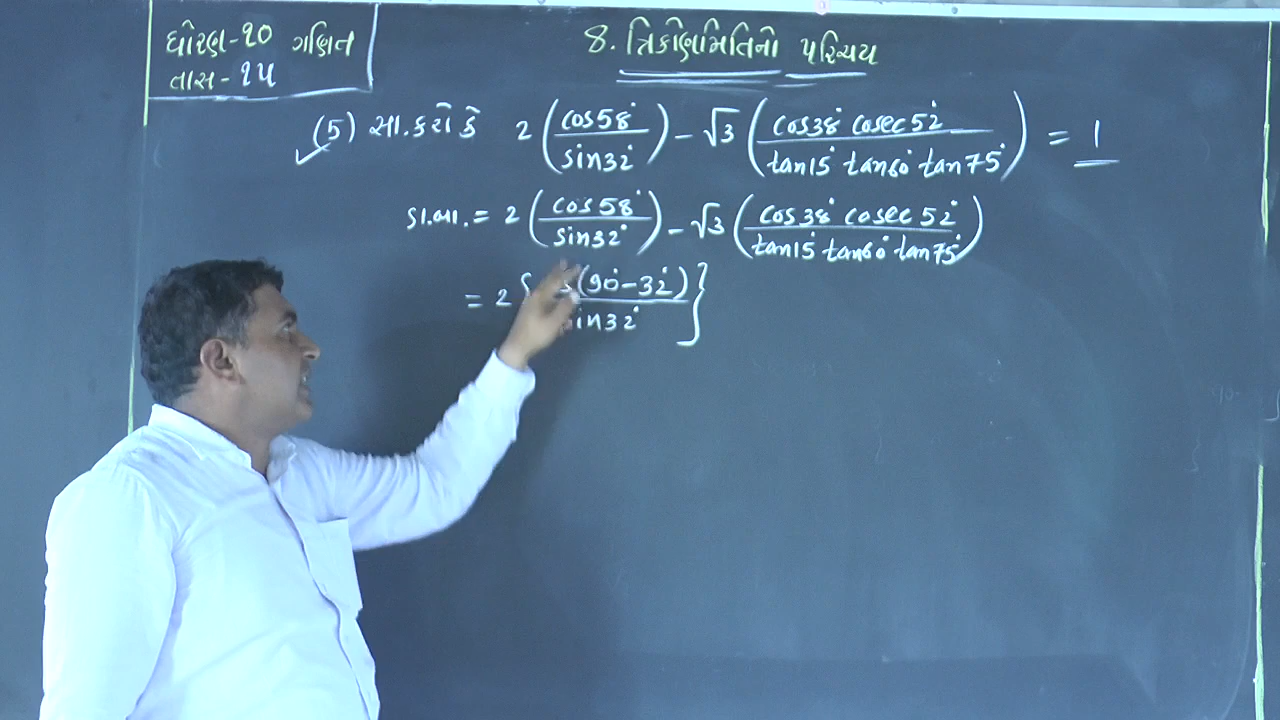 ધોરણ-૧૦ ગણિત
તાસ-૧૫
8. ત્રિકોણમિતિનો પરિચય
(5) સા.કરો કે 2 (cos58°/sin32°) - √3 (cos38° cosec52°/tan15° tan60° tan75°) = 1
ડા.બા. = 2 (cos58°/sin32°) - √3 (cos38° cosec52°/tan15° tan60° tan75°)
= 2 { (90°-32°)/sin32° }